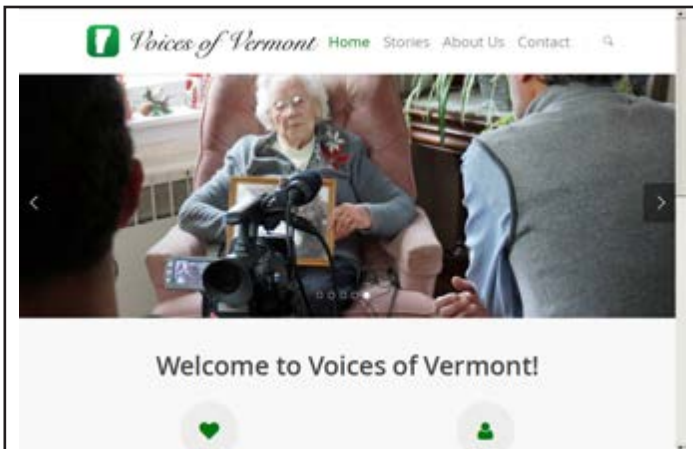 Voices of Vermont Home Stories About Us Contact
Welcome to Voices of Vermont!